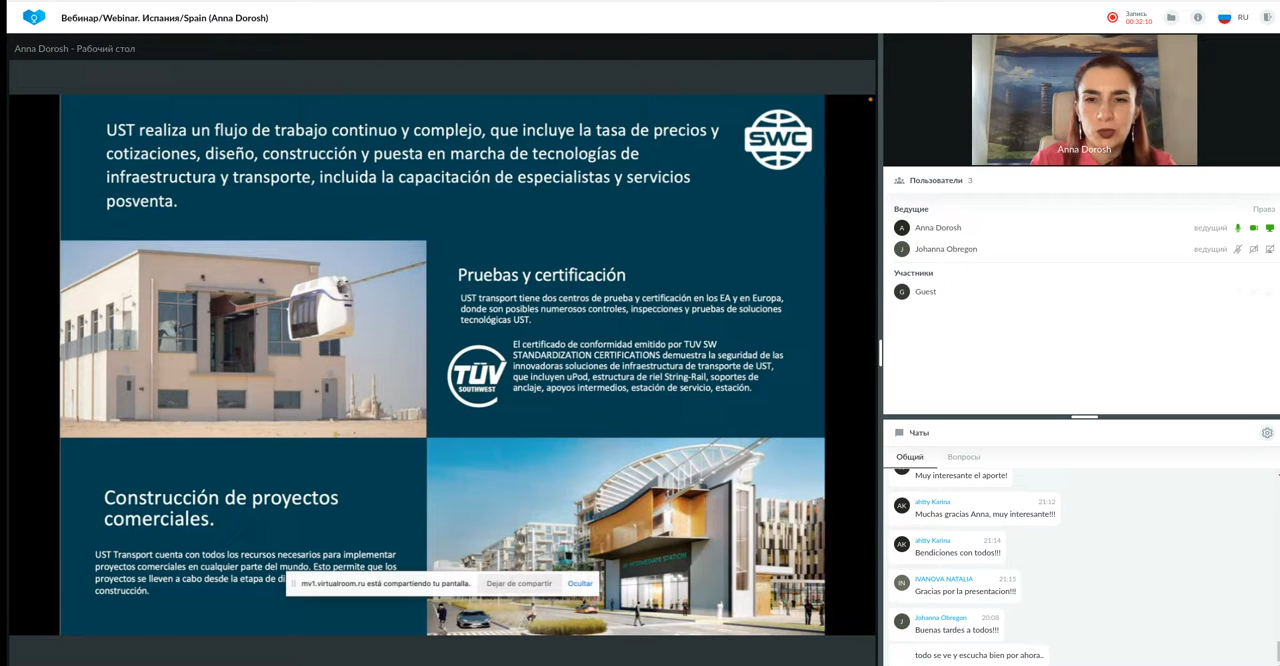 Вебинар/Webinar. Испания/Spain (Anna Dorosh)
Запись
00:32:10
RU
Anna Dorosh - Рабочий стол
UST realiza un flujo de trabajo continuo y complejo, que incluye la tasa de precios y
cotizaciones, diseño, construcción y puesta en marcha de tecnologías de
infraestructura y transporte, incluida la capacitación de especialistas y servicios
posventa.
SWC
Pruebas y certificación
UST transport tiene dos centros de prueba y certificación en los EA y en Europa,
donde son posibles numerosos controles, inspecciones y pruebas de soluciones
tecnológicas UST.
TÜV
SOUTHWEST
El certificado de conformidad emitido por TUV SW
STANDARDIZATION CERTIFICATIONS demuestra la seguridad de las
innovadoras soluciones de infraestructura de transporte de UST,
que incluyen uPod, estructura de riel String-Rail, soportes de
anclaje, apoyos intermedios, estación de servicio, estación.
Construcción de proyectos
comerciales.
UST Transport cuenta con todos los recursos necesarios para implementar
proyectos comerciales en cualquier parte del mundo. Esto permite que los
proyectos se lleven a cabo desde la etapa de
construcción.
INTERMEDIATE STATION
mv1.virtualroom.ru está compartiendo tu pantalla.
Dejar de compartir
Ocultar
Anna Dorosh
Пользователи 3
Ведущие
Права
A
Anna Dorosh
ведущий
J
Johanna Obregon
ведущий
Участники
G
Guest
Чаты
Общий
Вопросы
Muy interesante el aporte!
AK
ahtty Karina
21:12
Muchas gracias Anna, muy interesante!!!
AK
ahtty Karina
21:14
Bendiciones con todos!!!
IN
IVANOVA NATALIA
21:15
Gracias por la presentacion!!!
J
Johanna Obregon
20:08
Buenas tardes a todos!!!
todo se ve y escucha bien por ahora..